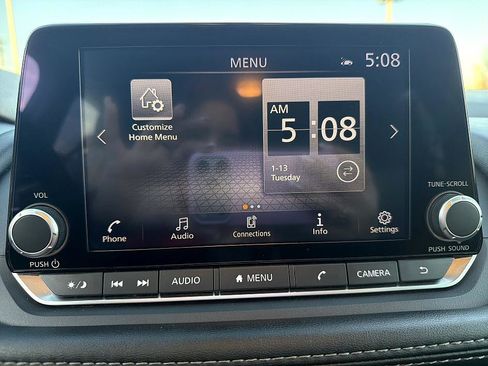 MENU
5:08
Customize
Home Menu
AM
5:08
1-13
Tuesday
VOL
TUNE·SCROLL
Phone
Audio
Connections
Info
Settings
PUSH
PUSH SOUND
AUDIO
MENU
CAMERA